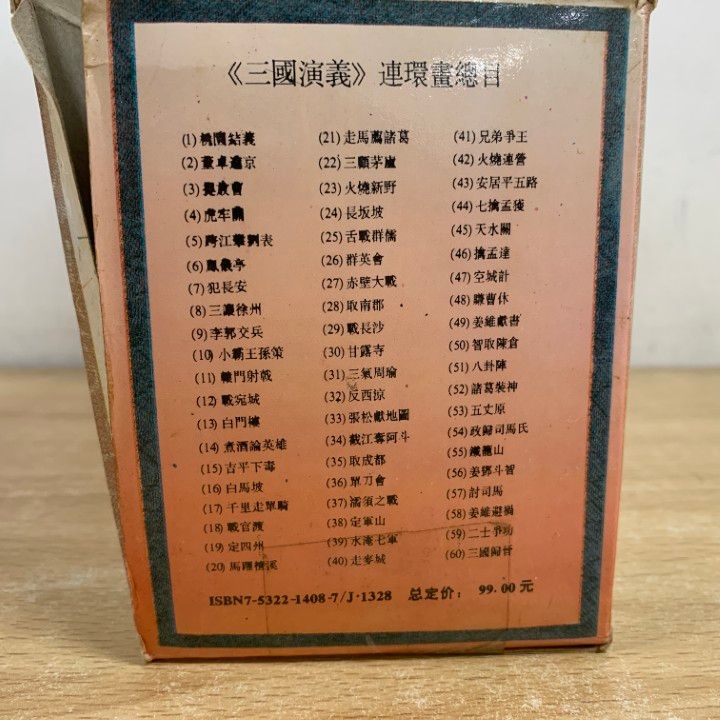 《三國演義》連環畫總目
(1) 桃園結義
(2) 董卓進京
(3) 捉放曹
(4) 虎牢關
(5) 跨江擊劉表
(6) 鳳儀亭
(7) 犯長安
(8) 三讓徐州
(9) 李郭交兵
(10) 小霸王孫策
(11) 轅門射戟
(12) 戰宛城
(13) 白門樓
(14) 煮酒論英雄
(15) 吉平下毒
(16) 白馬坡
(17) 千里走單騎
(18) 戰官渡
(19) 定四州
(20) 馬躍檀溪
(21) 走馬薦諸葛
(22) 三顧茅廬
(23) 火燒新野
(24) 長坂坡
(25) 舌戰群儒
(26) 群英會
(27) 赤壁大戰
(28) 取南郡
(29) 戰長沙
(30) 甘露寺
(31) 三氣周瑜
(32) 反西涼
(33) 張松獻地圖
(34) 截江奪阿斗
(35) 取成都
(36) 單刀會
(37) 濡須之戰
(38) 定軍山
(39) 水淹七軍
(40) 走麥城
(41) 兄弟爭王
(42) 火燒連營
(43) 安居平五路
(44) 七擒孟獲
(45) 天水關
(46) 擒孟達
(47) 空城計
(48) 賺曹休
(49) 姜維獻書
(50) 智取陳倉
(51) 八卦陣
(52) 諸葛裝神
(53) 五丈原
(54) 政歸司馬氏
(55) 鐵籠山
(56) 姜鄧斗智
(57) 討司馬
(58) 姜維避禍
(59) 二士爭功
(60) 三國歸晉
ISBN7-5322-1408-7/J·1328 总定价：99.00元